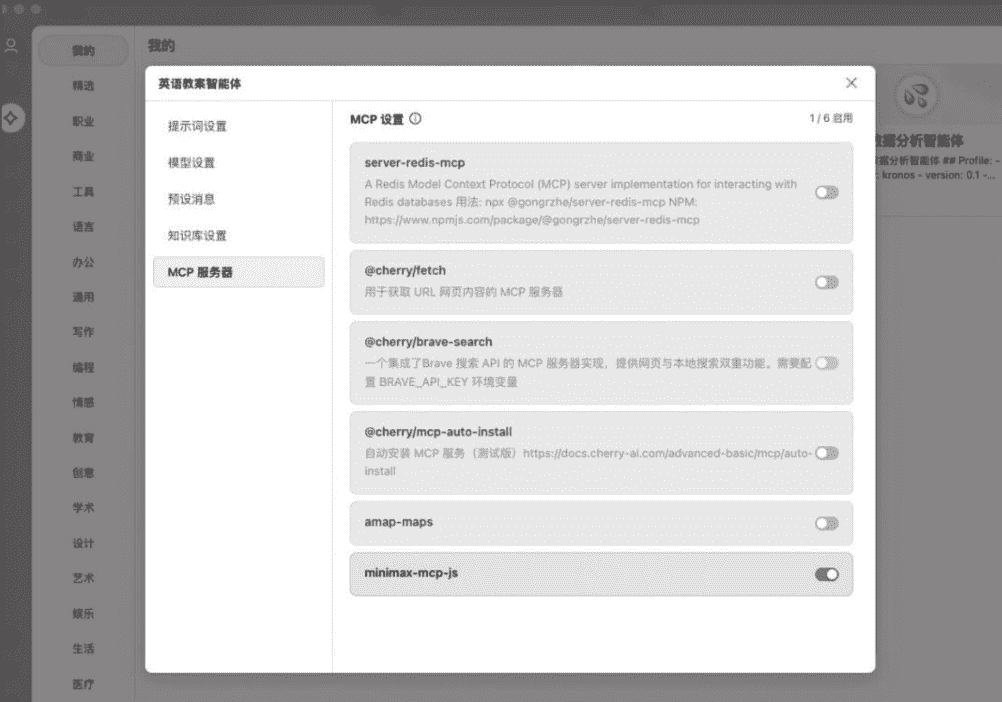 我的
精选
职业
商业
工具
语言
办公
通用
写作
编程
情感
教育
创意
学术
设计
艺术
娱乐
生活
医疗
我的
英语教案智能体
提示词设置
模型设置
预设消息
知识库设置
MCP 服务器
MCP 设置
1 / 6 启用
server-redis-mcp
A Redis Model Context Protocol (MCP) server implementation for interacting with
Redis databases 用法: npx @gongrzhe/server-redis-mcp NPM:
https://www.npmjs.com/package/@gongrzhe/server-redis-mcp
@cherry/fetch
用于获取 URL 网页内容的 MCP 服务器
@cherry/brave-search
一个集成了Brave 搜索 API 的 MCP 服务器实现，提供网页与本地搜索双重功能。需要配
置 BRAVE_API_KEY 环境变量
@cherry/mcp-auto-install
自动安装 MCP 服务（测试版）https://docs.cherry-ai.com/advanced-basic/mcp/auto-
install
amap-maps
minimax-mcp-js
数据分析智能体
数据分析智能体 ## Profile: -
r: kronos - version: 0.1 -...